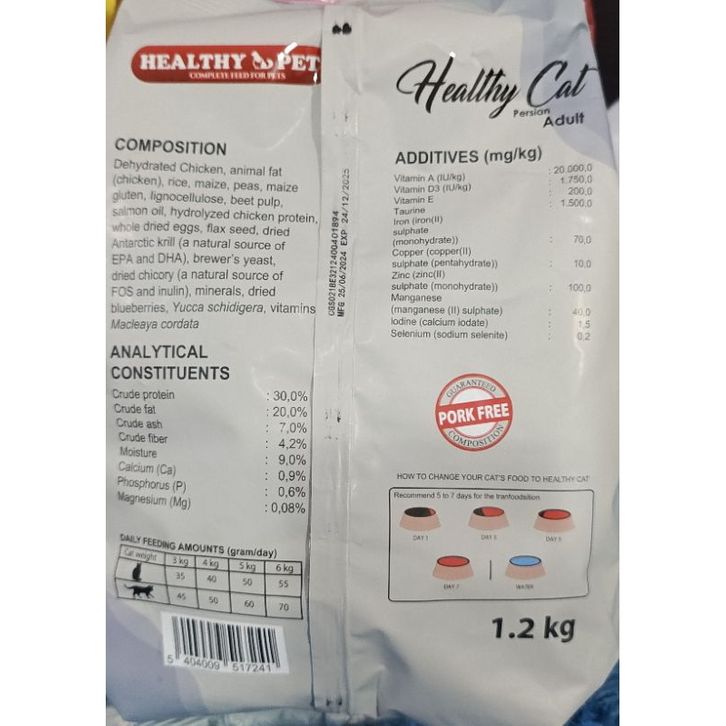 HEALTHY PET
COMPLETE FEED FOR PETS
COMPOSITION
Dehydrated Chicken, animal fat
(chicken), rice, maize, peas, maize
gluten, lignocellulose, beet pulp,
salmon oil, hydrolyzed chicken protein,
whole dried eggs, flax seed, dried
Antarctic krill (a natural source of
EPA and DHA), brewer's yeast,
dried chicory (a natural source of
FOS and inulin), minerals, dried
blueberries, Yucca schidigera, vitamins
Macleaya cordata
ANALYTICAL
CONSTITUENTS
Crude protein : 30,0%
Crude fat : 20,0%
Crude ash : 7,0%
Crude fiber : 4,2%
Moisture : 9,0%
Calcium (Ca) : 0,9%
Phosphorus (P) : 0,6%
Magnesium (Mg) : 0,08%
DAILY FEEDING AMOUNTS (gram/day)
Cat weight 3 kg 4 kg 5 kg 6 kg
35 40 50 55
45 50 60 70
5 404009 517241
CGS021BE3212400401894
MFG 25/06/2024 EXP 24/12/2025
Healthy Cat
Persian
Adult
ADDITIVES (mg/kg)
Vitamin A (IU/kg) : 20.000,0
Vitamin D3 (IU/kg) : 1.750,0
Vitamin E : 200,0
Taurine : 1.500,0
Iron (iron(II)
sulphate
(monohydrate)) : 70,0
Copper (copper(II)
sulphate (pentahydrate)) : 10,0
Zinc (zinc(II)
sulphate (monohydrate)) : 100,0
Manganese
(manganese (II) sulphate) : 40,0
Iodine (calcium iodate) : 1,5
Selenium (sodium selenite) : 0,2
GUARANTEED
PORK FREE
COMPOSITION
HOW TO CHANGE YOUR CAT'S FOOD TO HEALTHY CAT
Recommend 5 to 7 days for the tranfoodsition
DAY 1 DAY 3 DAY 5
DAY 7 WATER
1.2 kg